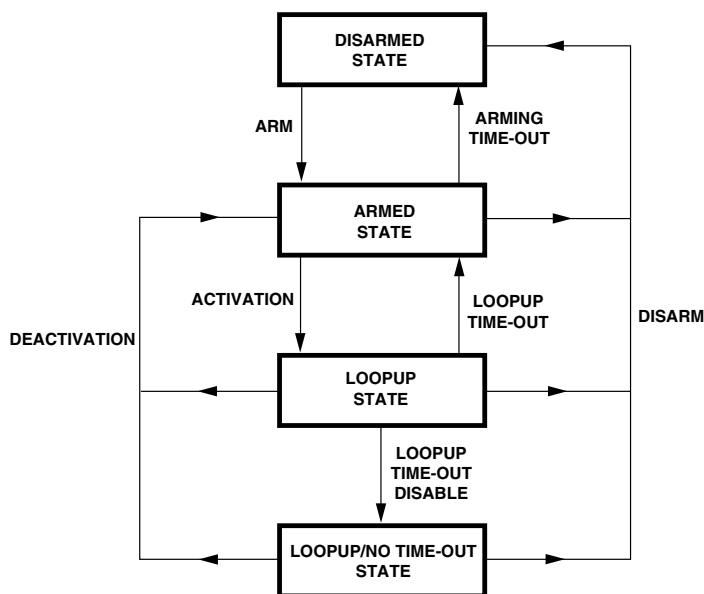 DISARMED
STATE
ARM
ARMING
TIME-OUT
ARMED
STATE
ACTIVATION
LOOPUP
TIME-OUT
DEACTIVATION
DISARM
LOOPUP
STATE
LOOPUP
TIME-OUT
DISABLE
LOOPUP/NO TIME-OUT
STATE